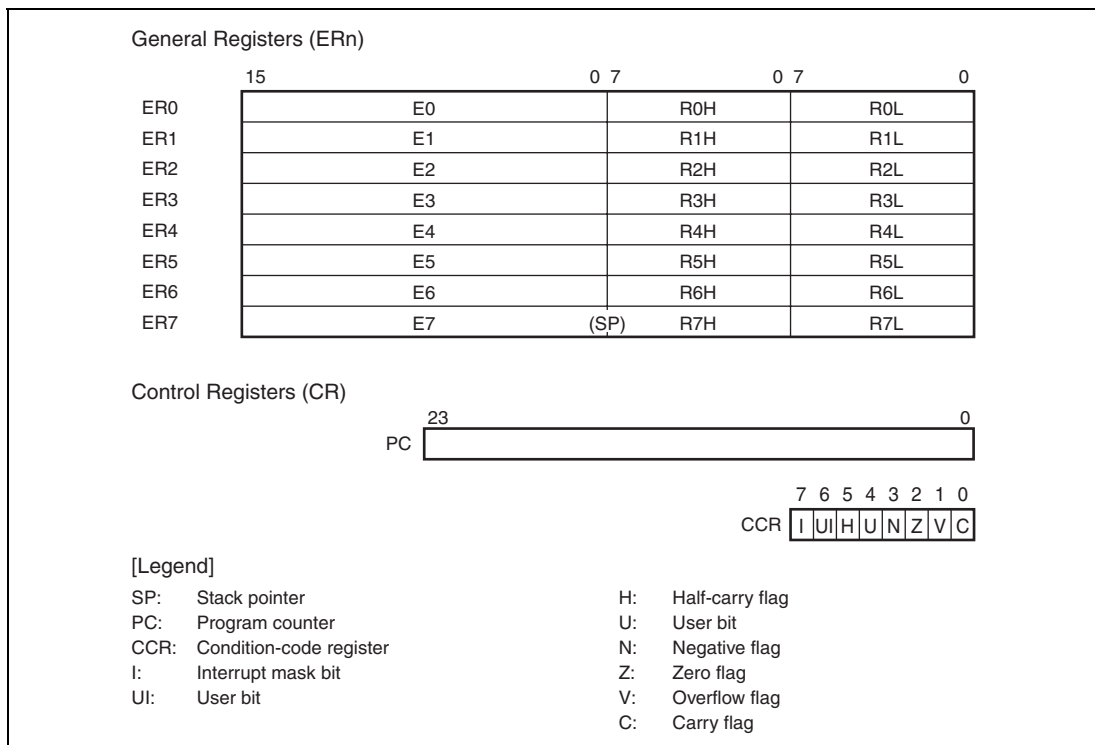 General Registers (ERn)
15 0 7 0 7 0
ER0 E0 R0H R0L
ER1 E1 R1H R1L
ER2 E2 R2H R2L
ER3 E3 R3H R3L
ER4 E4 R4H R4L
ER5 E5 R5H R5L
ER6 E6 R6H R6L
ER7 E7 (SP) R7H R7L
Control Registers (CR)
23 0
PC
7 6 5 4 3 2 1 0
CCR I UI H U N Z V C
[Legend]
SP: Stack pointer
PC: Program counter
CCR: Condition-code register
I: Interrupt mask bit
UI: User bit
H: Half-carry flag
U: User bit
N: Negative flag
Z: Zero flag
V: Overflow flag
C: Carry flag